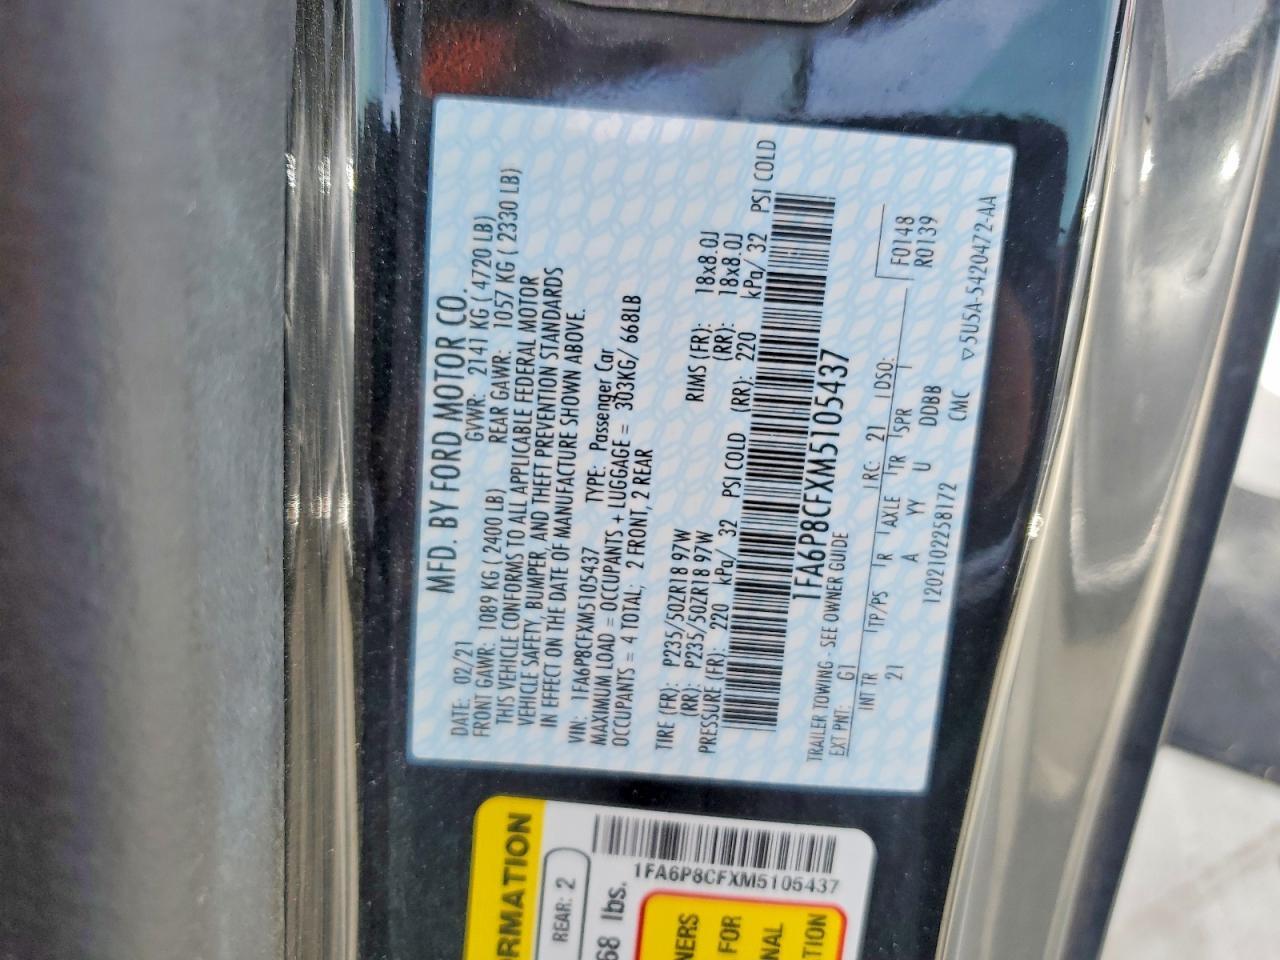 MFD. BY FORD MOTOR CO.
DATE: 02/21 GVWR: 2141 KG ( 4720 LB)
FRONT GAWR: 1089 KG ( 2400 LB) REAR GAWR: 1057 KG ( 2330 LB)
THIS VEHICLE CONFORMS TO ALL APPLICABLE FEDERAL MOTOR
VEHICLE SAFETY, BUMPER, AND THEFT PREVENTION STANDARDS
IN EFFECT ON THE DATE OF MANUFACTURE SHOWN ABOVE.
VIN: 1FA6P8CFXM5105437 TYPE: Passenger Car
MAXIMUM LOAD = OCCUPANTS + LUGGAGE = 303KG/ 668LB
OCCUPANTS = 4 TOTAL; 2 FRONT, 2 REAR
TIRE (FR): P235/50ZR18 97W RIMS (FR): 18x8.0J
(RR): P235/50ZR18 97W (RR): 18x8.0J
PRESSURE (FR): 220 kPa/ 32 PSI COLD (RR): 220 kPa/ 32 PSI COLD
1FA6P8CFXM5105437
TRAILER TOWING - SEE OWNER GUIDE
EXT PNT: G1 RC: 21 DSO: F0148
INT TR TP/PS R AXLE TR SPR R0139
21 A YY U DDBB
1202102258172 CMC ▽5U5A-5420472-AA
ORMATION
REAR: 2
68 lbs.
1FA6P8CFXM5105437
NERS
FOR
NAL
TION